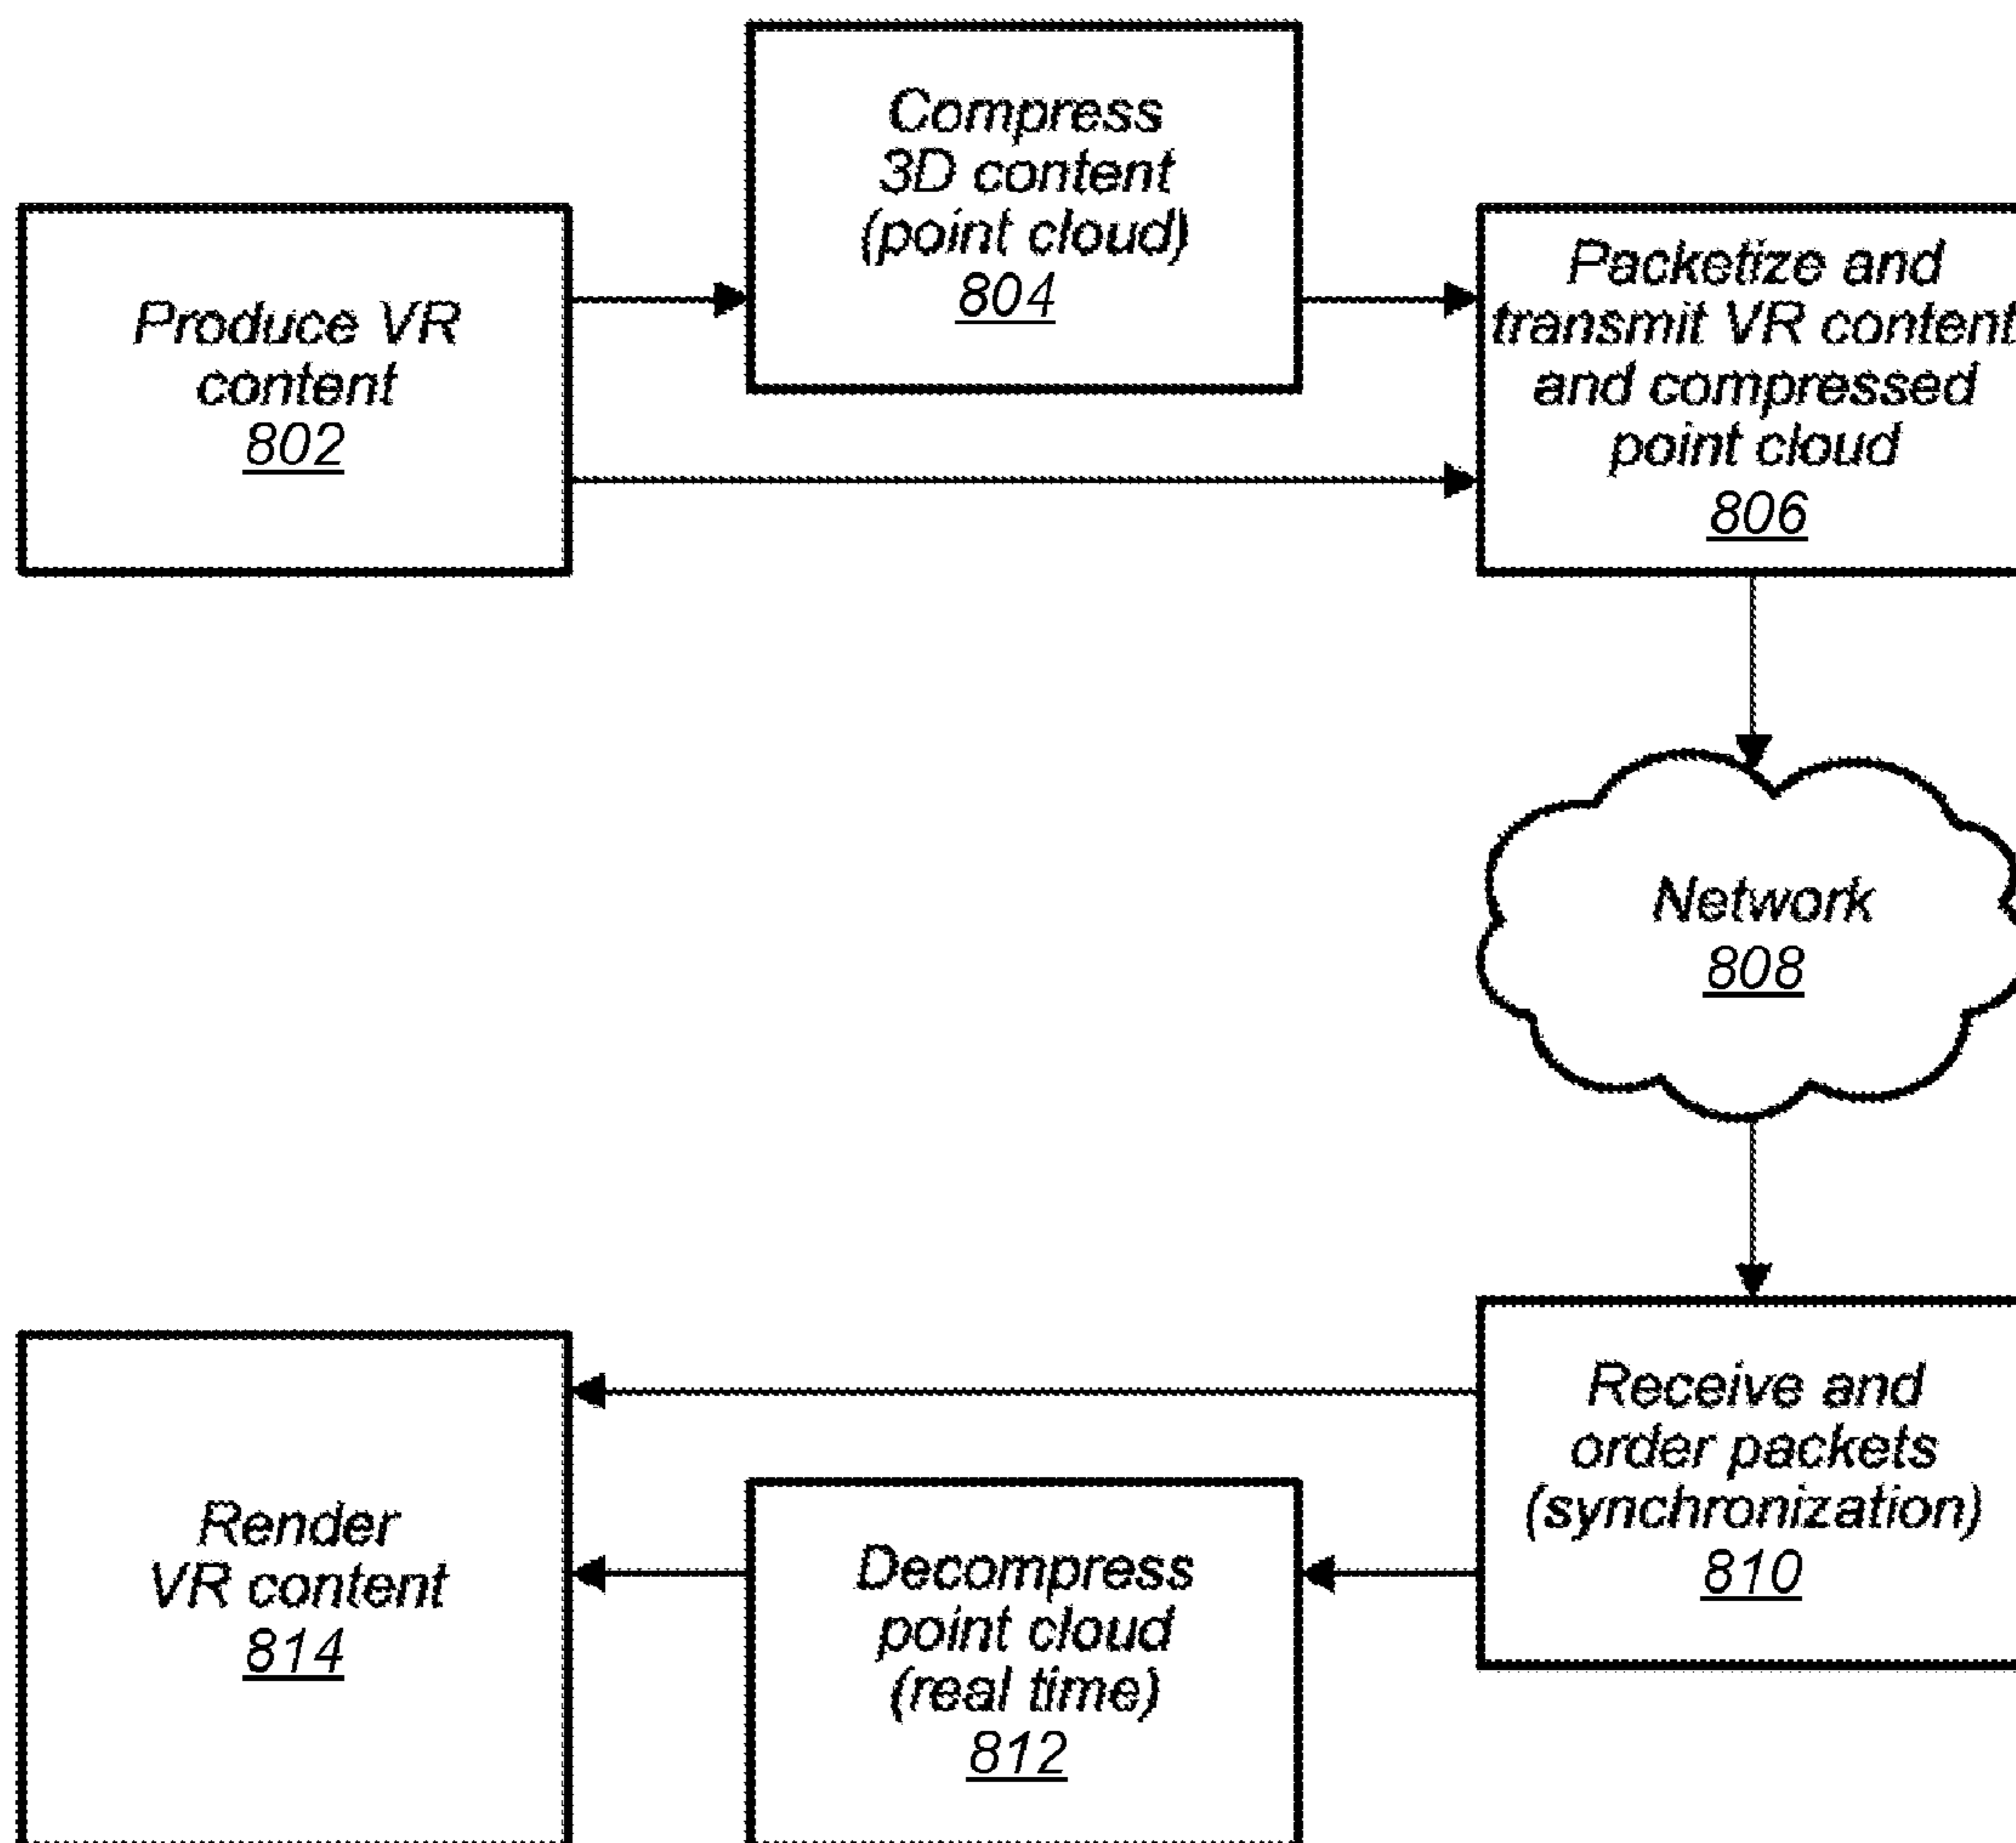 Compress
3D content
(point cloud)
804
Produce VR
content
802
Packetize and
transmit VR content
and compressed
point cloud
806
Network
808
Receive and
order packets
(synchronization)
810
Decompress
point cloud
(real time)
812
Render
VR content
814